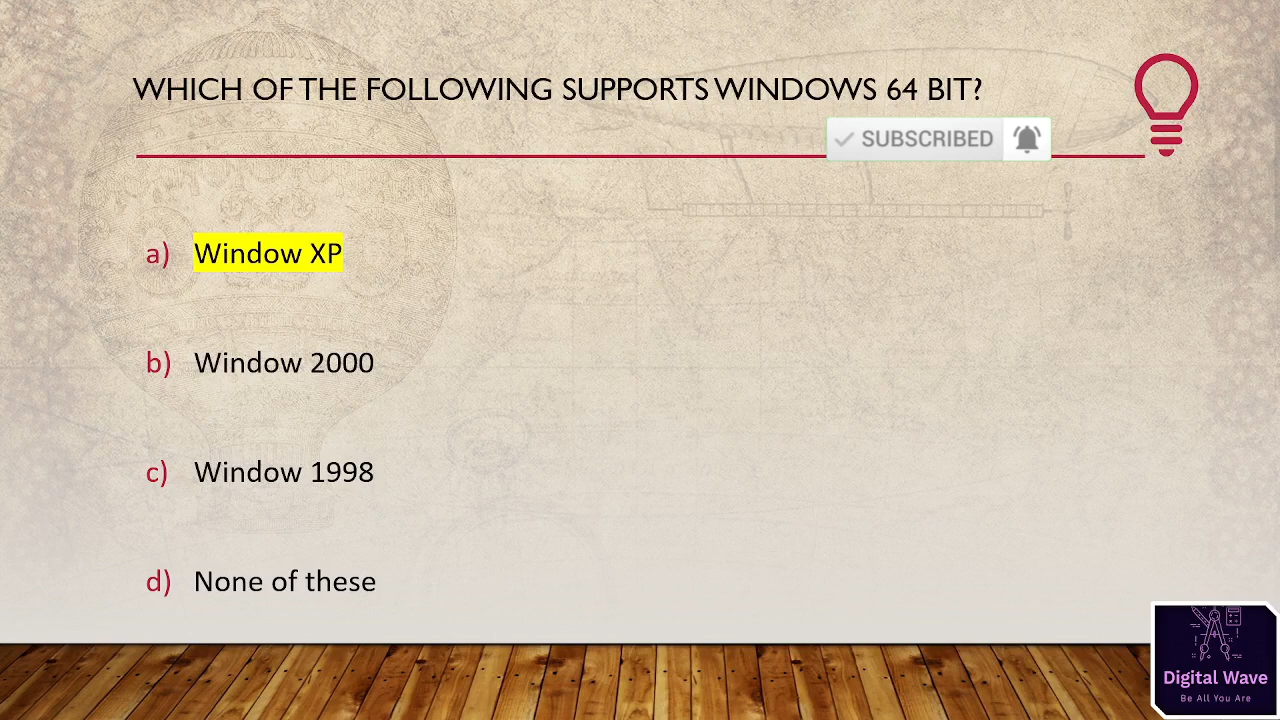 WHICH OF THE FOLLOWING SUPPORTS WINDOWS 64 BIT?
SUBSCRIBED
a) Window XP
b) Window 2000
c) Window 1998
d) None of these
Digital Wave
Be All You Are